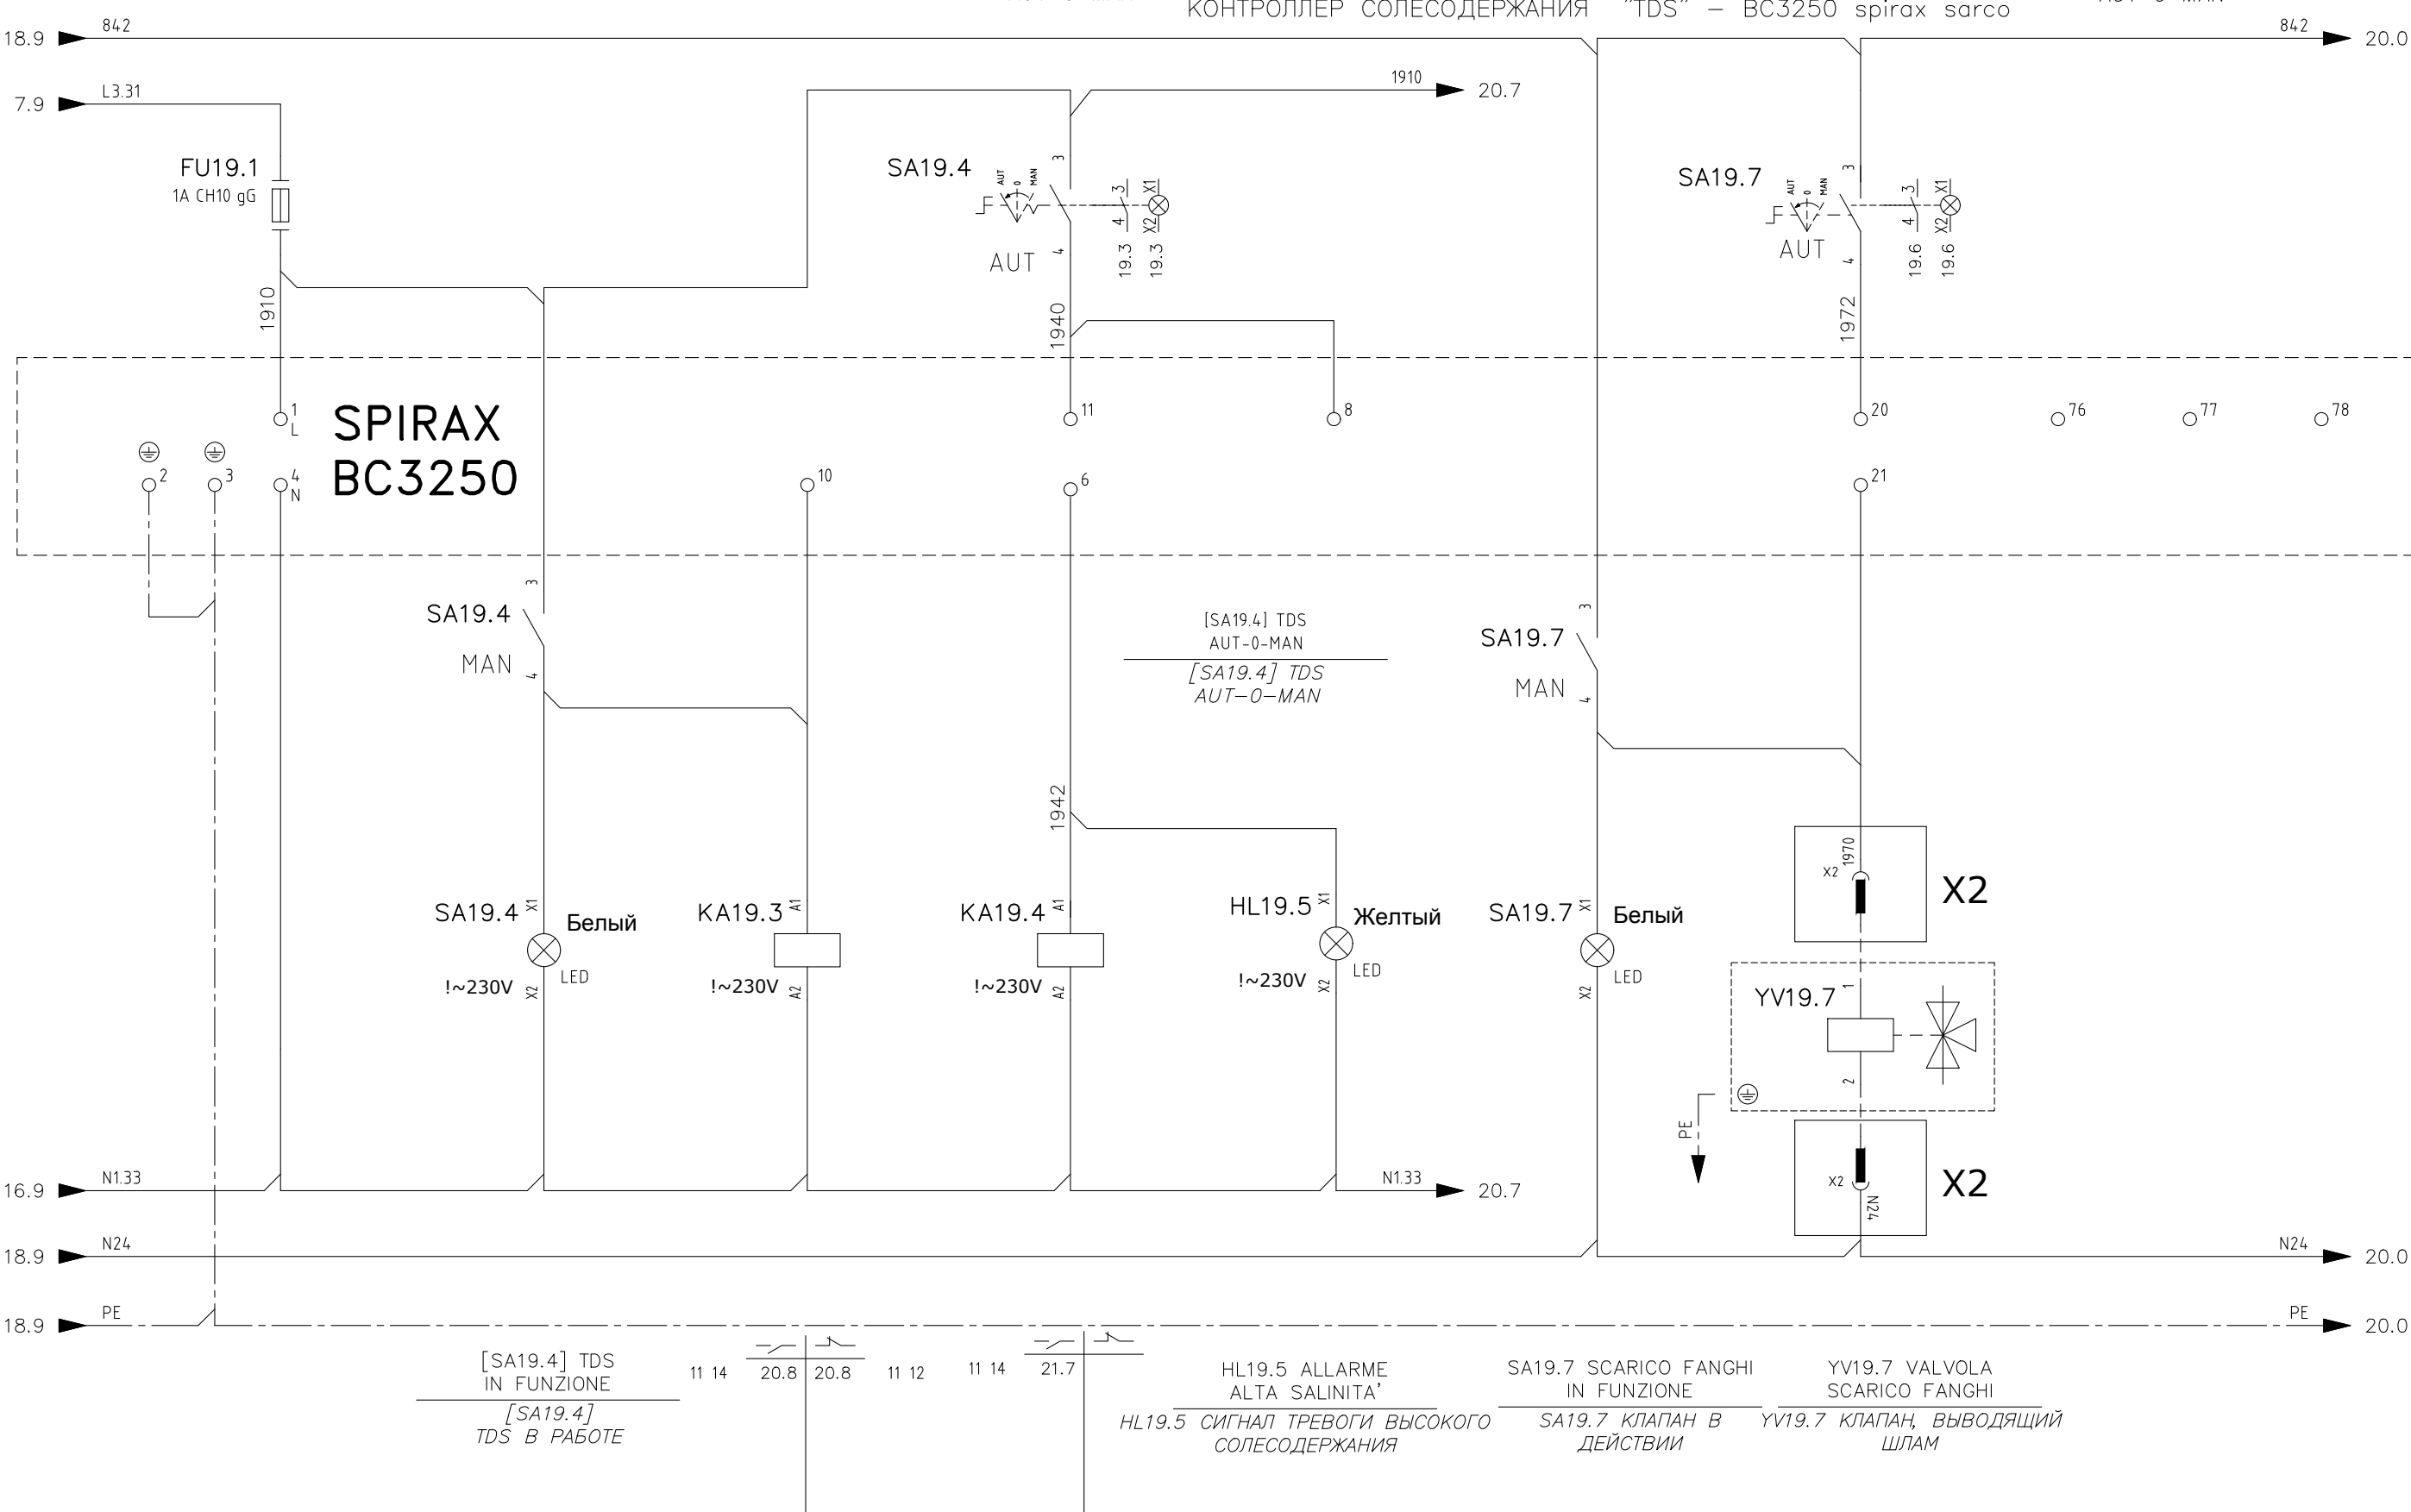 КОНТРОЛЛЕР СОЛЕСОДЕРЖАНИЯ "TDS" – BC3250 spirax sarco
18.9 842 842 20.0
7.9 L3.31 1910 20.7
FU19.1
1A CH10 gG
SA19.4
AUT 0 MAN
3
4
3
4
X1
X2
AUT
19.3
19.3
SA19.7
AUT 0 MAN
3
4
3
4
X1
X2
AUT
19.6
19.6
1910
1940
1972
SPIRAX
BC3250
1
L
11
8
20
76
77
78
2
3
4
N
10
6
21
SA19.4
3
4
MAN
[SA19.4] TDS
AUT-0-MAN
[SA19.4] TDS
AUT–0–MAN
SA19.7
3
4
MAN
1942
1970
X2
X2
SA19.4
X1
Белый
LED
!~230V
X2
KA19.3
A1
!~230V
A2
KA19.4
A1
!~230V
A2
HL19.5
X1
Желтый
LED
!~230V
X2
SA19.7
X1
Белый
LED
X2
YV19.7
1
2
PE
X2
X2
N24
16.9 N1.33 N1.33 20.7
18.9 N24 N24 20.0
18.9 PE PE 20.0
[SA19.4] TDS
IN FUNZIONE
[SA19.4]
TDS В РАБОТЕ
11 14 20.8 20.8 11 12
11 14 21.7
HL19.5 ALLARME
ALTA SALINITA'
HL19.5 СИГНАЛ ТРЕВОГИ ВЫСОКОГО
СОЛЕСОДЕРЖАНИЯ
SA19.7 SCARICO FANGHI
IN FUNZIONE
SA19.7 КЛАПАН В
ДЕЙСТВИИ
YV19.7 VALVOLA
SCARICO FANGHI
YV19.7 КЛАПАН, ВЫВОДЯЩИЙ
ШЛАМ